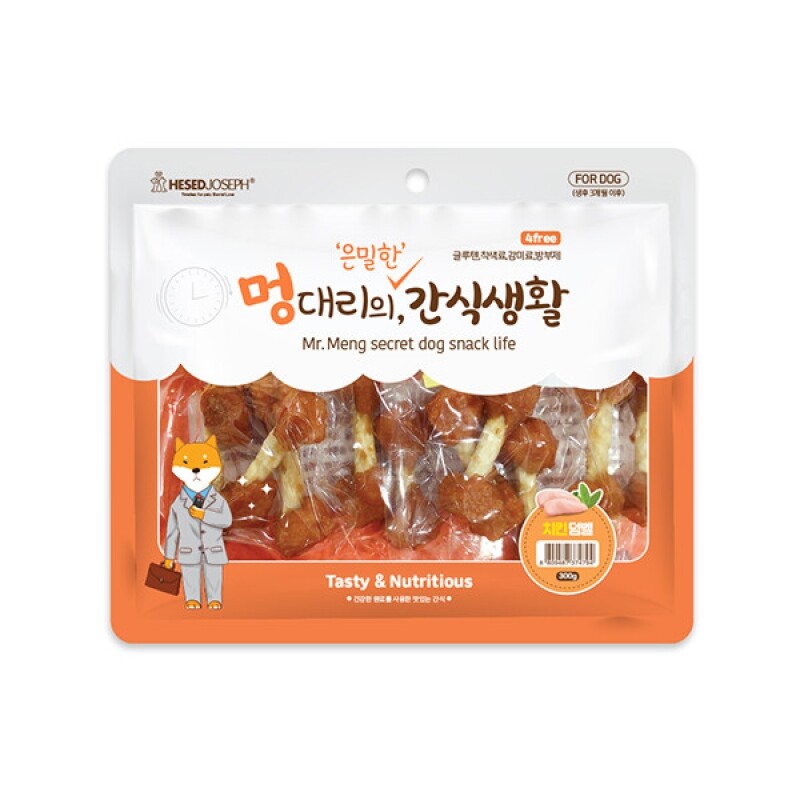 HESEDJOSEPH®
FOR DOG
(생후 3개월 이후)
4free
글루텐,착색료,감미료,방부제
'은밀한'
멍대리의, 간식생활
Mr. Meng secret dog snack life
치킨덤벨
300g
Tasty & Nutritious
• 건강한 원료를 사용한 맛있는 간식 •